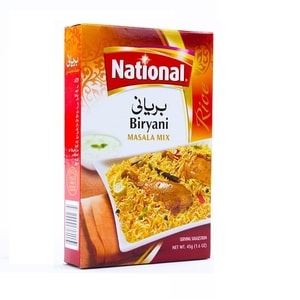 National
بریانی
Biryani
MASALA MIX
Rice
SERVING SUGGESTION
NET WT. 45g (1.6 OZ)